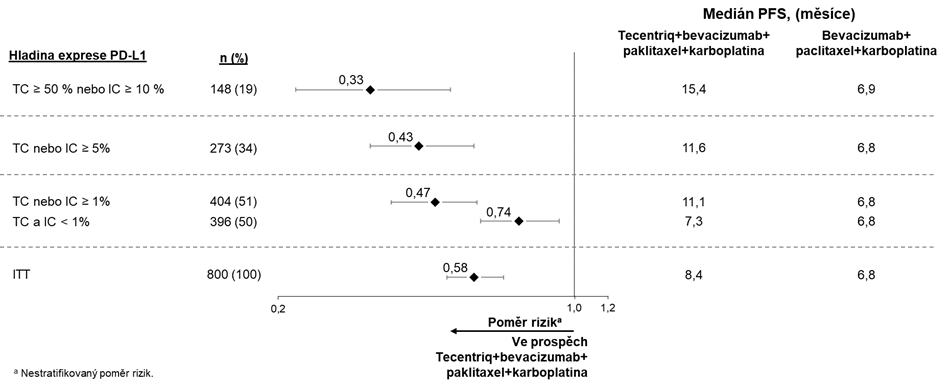 Medián PFS, (měsíce)
Hladina exprese PD-L1 n (%) Tecentriq+bevacizumab+ paklitaxel+karboplatina Bevacizumab+ paclitaxel+karboplatina
TC ≥ 50 % nebo IC ≥ 10 % 148 (19) 0,33 15,4 6,9
TC nebo IC ≥ 5% 273 (34) 0,43 11,6 6,8
TC nebo IC ≥ 1% 404 (51) 0,47 11,1 6,8
TC a IC < 1% 396 (50) 0,74 7,3 6,8
ITT 800 (100) 0,58 8,4 6,8
0,2 1,0 1,2
Poměr rizikª
Ve prospěch
Tecentriq+bevacizumab+
paklitaxel+karboplatina
ª Nestratifikovaný poměr rizik.